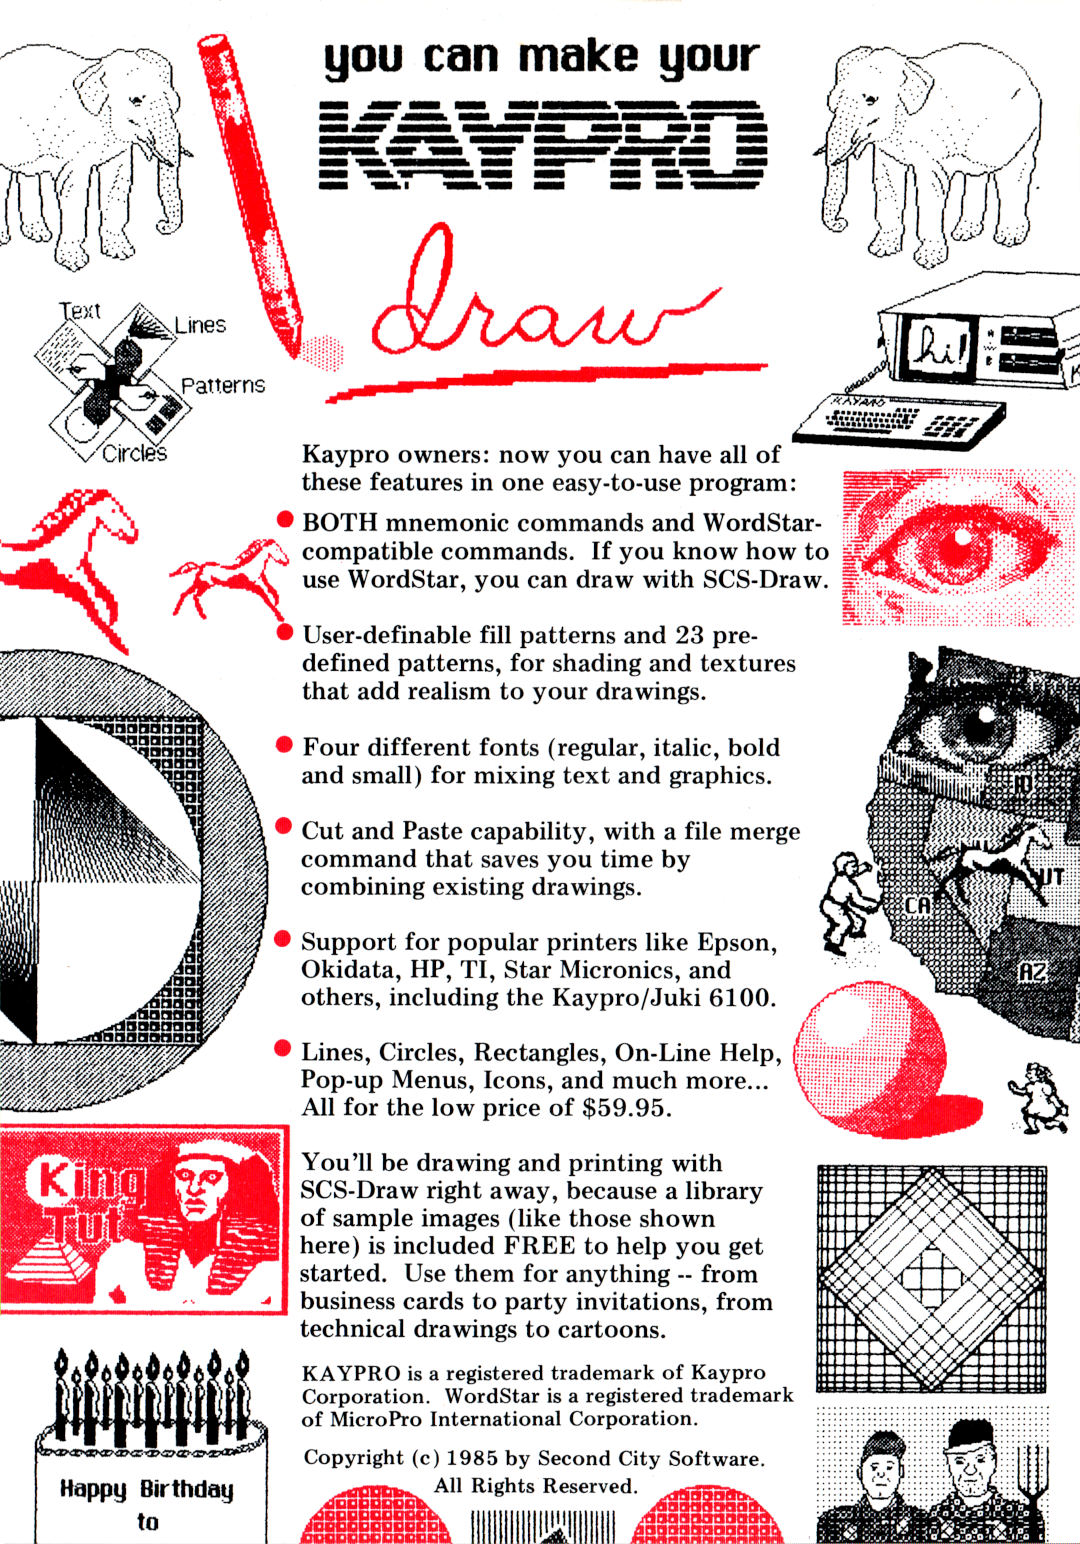 you can make your
KAYPRO
draw
Text
Lines
Patterns
Circles
hi!
KAYPRO
K
Kaypro owners: now you can have all of
these features in one easy-to-use program:
BOTH mnemonic commands and WordStar-
compatible commands. If you know how to
use WordStar, you can draw with SCS-Draw.
User-definable fill patterns and 23 pre-
defined patterns, for shading and textures
that add realism to your drawings.
Four different fonts (regular, italic, bold
and small) for mixing text and graphics.
Cut and Paste capability, with a file merge
command that saves you time by
combining existing drawings.
Support for popular printers like Epson,
Okidata, HP, TI, Star Micronics, and
others, including the Kaypro/Juki 6100.
Lines, Circles, Rectangles, On-Line Help,
Pop-up Menus, Icons, and much more...
All for the low price of $59.95.
ID
UT
CA
AZ
You'll be drawing and printing with
SCS-Draw right away, because a library
of sample images (like those shown
here) is included FREE to help you get
started. Use them for anything -- from
business cards to party invitations, from
technical drawings to cartoons.
King
Tut
KAYPRO is a registered trademark of Kaypro
Corporation. WordStar is a registered trademark
of MicroPro International Corporation.
Copyright (c) 1985 by Second City Software.
All Rights Reserved.
Happy Birthday
to